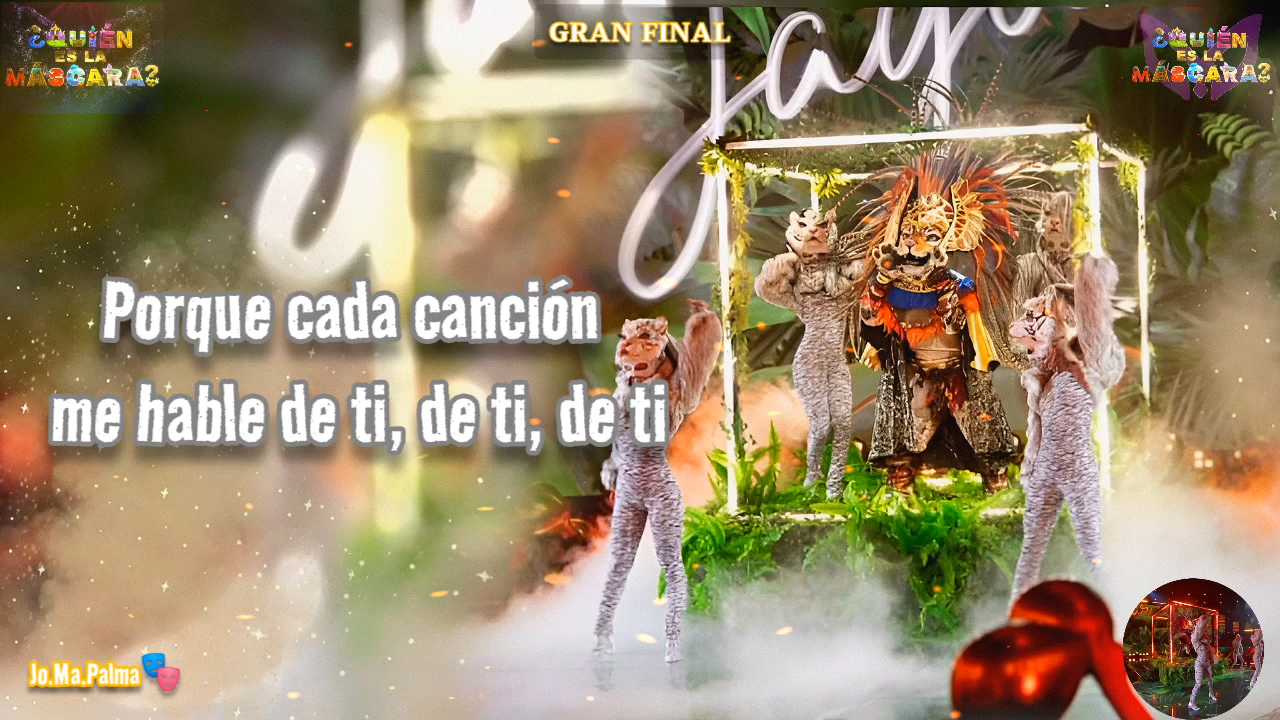 ¿QUIÉN
ES LA
MÁSCARA?
GRAN FINAL
¿QUIÉN
ES LA
MÁSCARA?
Porque cada canción
me hable de ti, de ti, de ti
Jo.Ma.Palma